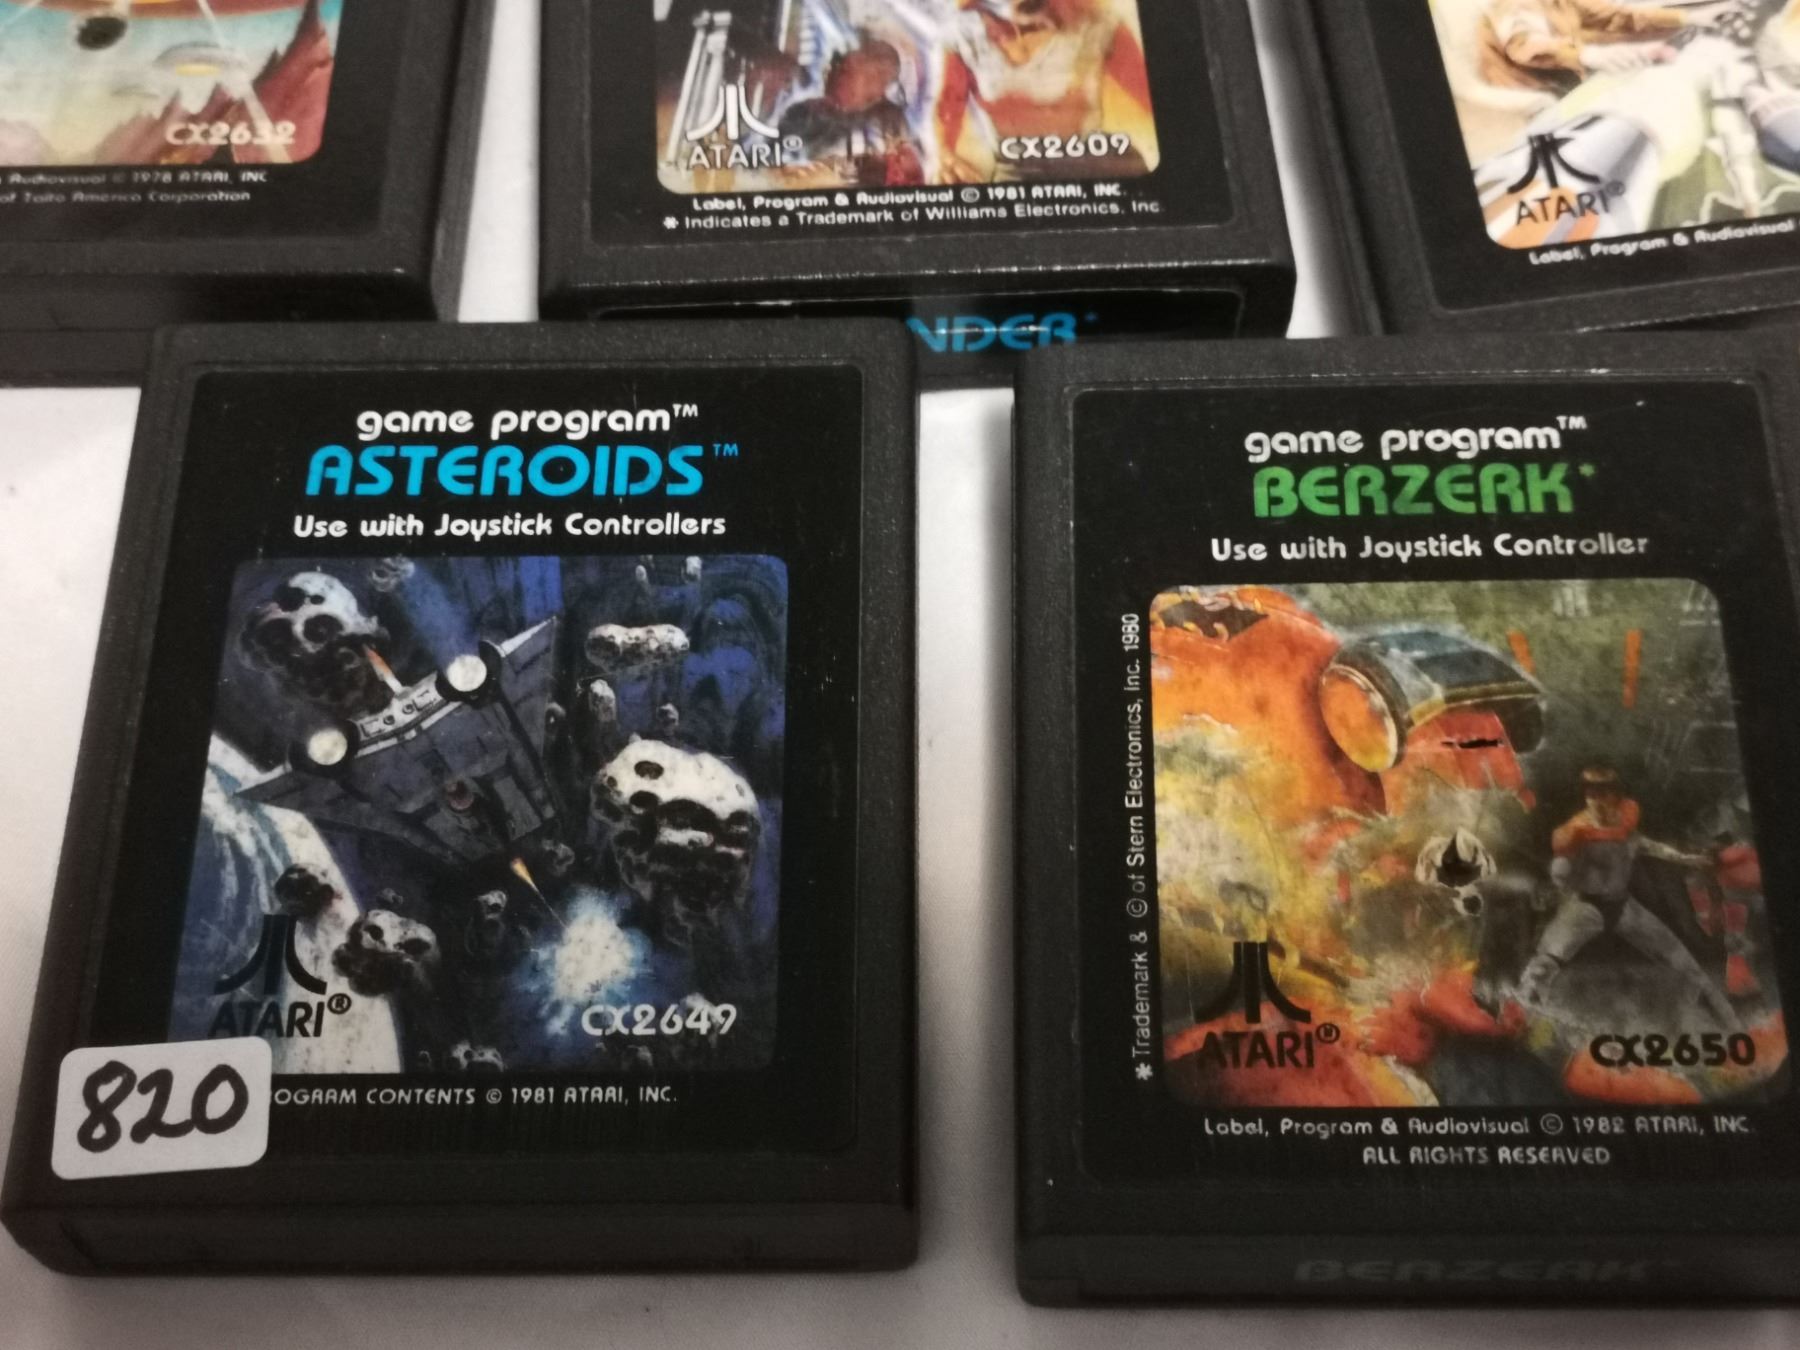 CX2632
Audiovisual © 1978 ATARI, INC
of Taito America Corporation
ATARI®
CX2609
Label, Program & Audiovisual © 1981 ATARI, INC.
* Indicates a Trademark of Williams Electronics, Inc.
NDER*
ATARI®
Label, Program & Audiovisual
game program™
ASTEROIDS™
Use with Joystick Controllers
ATARI®
CX2649
820
OGRAM CONTENTS © 1981 ATARI, INC.
game program™
BERZERK*
Use with Joystick Controller
*Trademark & © of Stern Electronics, Inc. 1980
ATARI®
CX2650
Label, Program & Audiovisual © 1982 ATARI, INC.
ALL RIGHTS RESERVED
BERZERK*